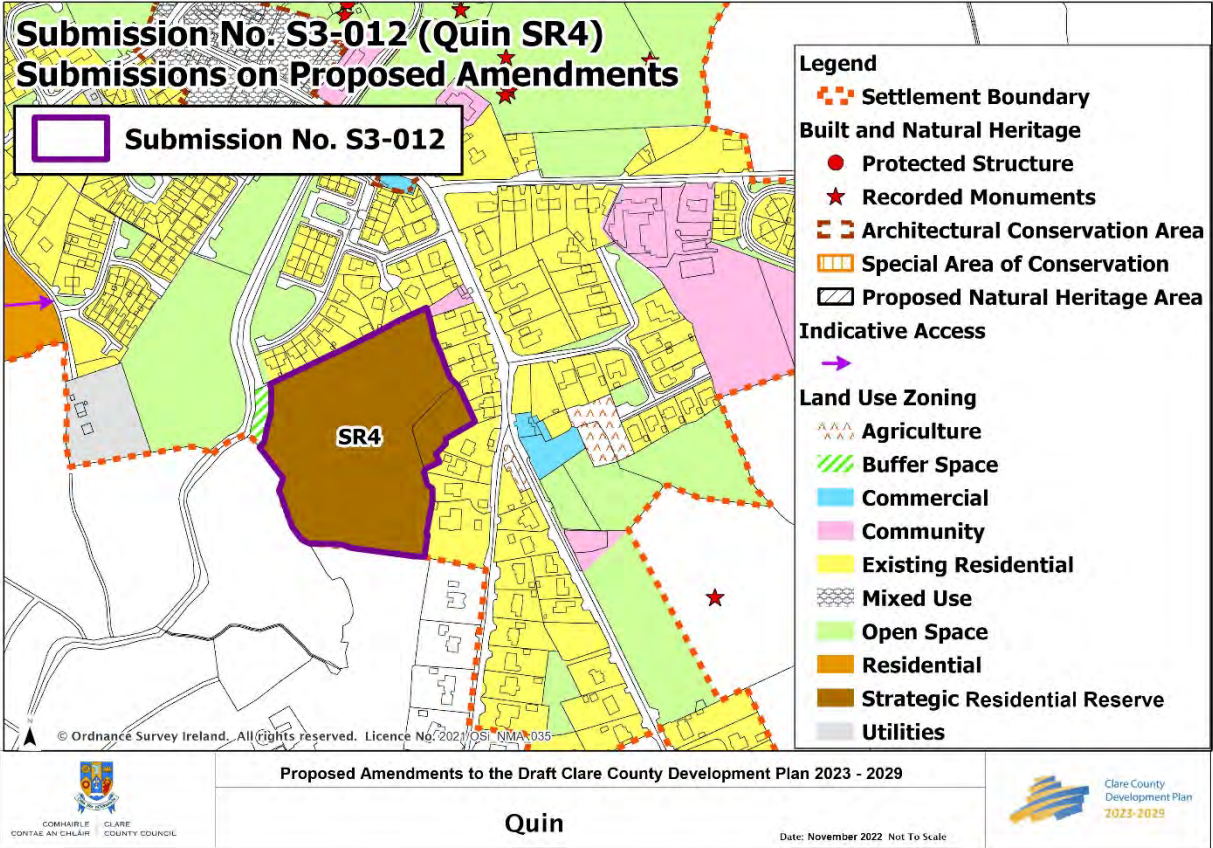 Submission No. S3-012 (Quin SR4)
Submissions on Proposed Amendments
Submission No. S3-012
SR4
Legend
Settlement Boundary
Built and Natural Heritage
Protected Structure
Recorded Monuments
Architectural Conservation Area
Special Area of Conservation
Proposed Natural Heritage Area
Indicative Access
Land Use Zoning
Agriculture
Buffer Space
Commercial
Community
Existing Residential
Mixed Use
Open Space
Residential
Strategic Residential Reserve
Utilities
N
© Ordnance Survey Ireland. All rights reserved. Licence No. 2021/OSi_NMA_035
COMHAIRLE CLARE
CONTAE AN CHLÁIR COUNTY COUNCIL
Proposed Amendments to the Draft Clare County Development Plan 2023 - 2029
Quin
Date: November 2022 Not To Scale
Clare County
Development Plan
2023-2029